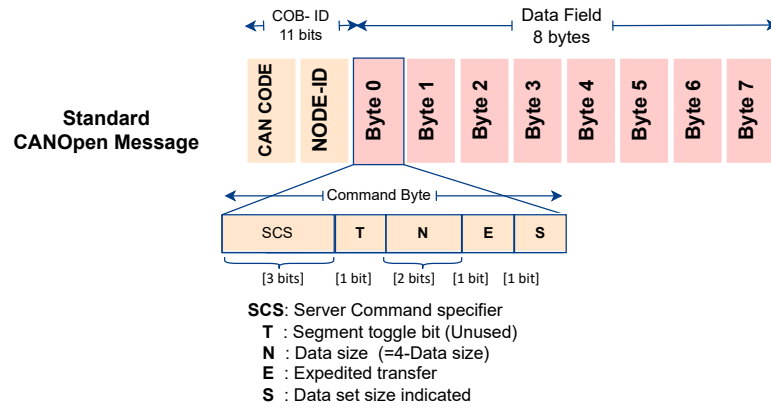 COB- ID
11 bits
Data Field
8 bytes
Standard
CANOpen Message
CAN CODE
NODE-ID
Byte 0
Byte 1
Byte 2
Byte 3
Byte 4
Byte 5
Byte 6
Byte 7
Command Byte
SCS
T
N
E
S
[3 bits]
[1 bit]
[2 bits]
[1 bit]
[1 bit]
SCS: Server Command specifier
T : Segment toggle bit (Unused)
N : Data size (=4-Data size)
E : Expedited transfer
S : Data set size indicated